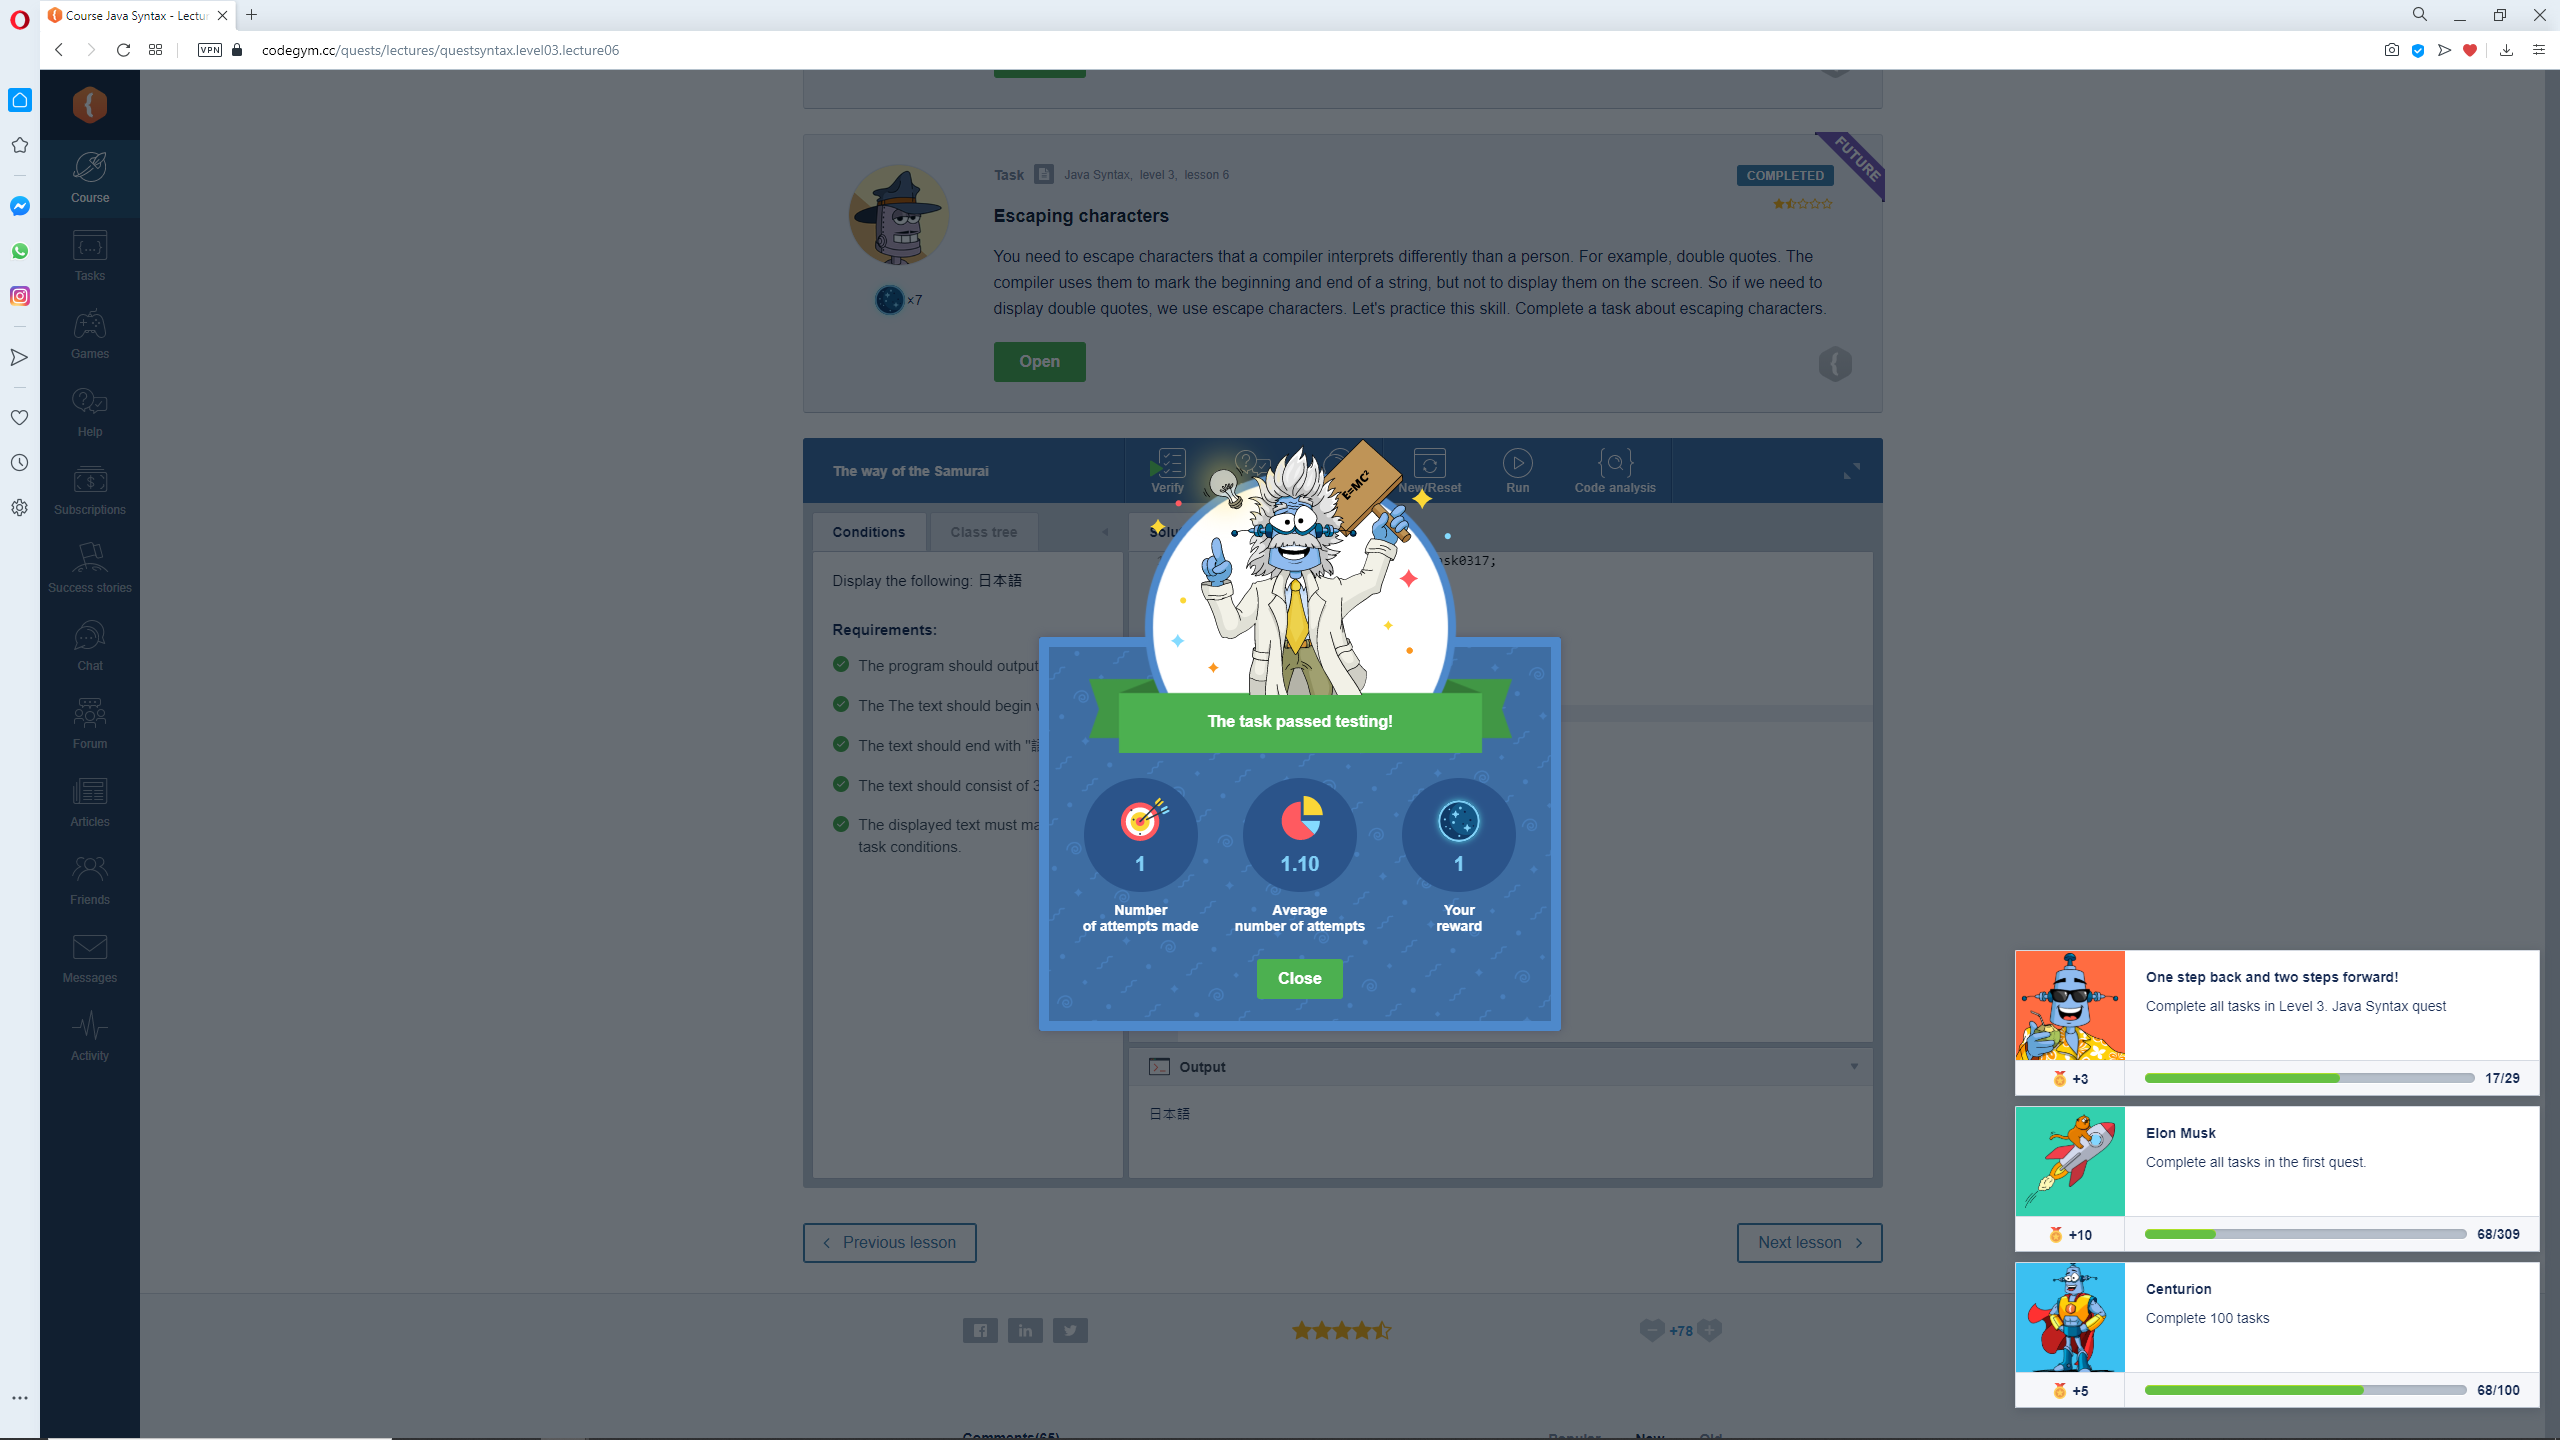 Course Java Syntax - Lectu
VPN
codegym.cc/quests/lectures/questsyntax.level03.lecture06
Course
Tasks
Games
Help
Subscriptions
Success stories
Chat
Forum
Articles
Friends
Messages
Activity
Task Java Syntax, level 3, lesson 6
COMPLETED
FUTURE
Escaping characters
You need to escape characters that a compiler interprets differently than a person. For example, double quotes. The
compiler uses them to mark the beginning and end of a string, but not to display them on the screen. So if we need to
display double quotes, we use escape characters. Let's practice this skill. Complete a task about escaping characters.
x7
Open
The way of the Samurai
Verify
New/Reset
Run
Code analysis
E=MC²
Conditions
Class tree
Display the following: 日本語
Requirements:
The program should output
The The text should begin
The text should end with "語
The text should consist of 3
The displayed text must
task conditions.
sk0317;
The task passed testing!
1
1.10
1
Number
of attempts made
Average
number of attempts
Your
reward
Close
Output
日本語
Previous lesson
Next lesson
+78
One step back and two steps forward!
Complete all tasks in Level 3. Java Syntax quest
+3
17/29
Elon Musk
Complete all tasks in the first quest.
+10
68/309
Centurion
Complete 100 tasks
+5
68/100
Comments(65)
Popular New Old